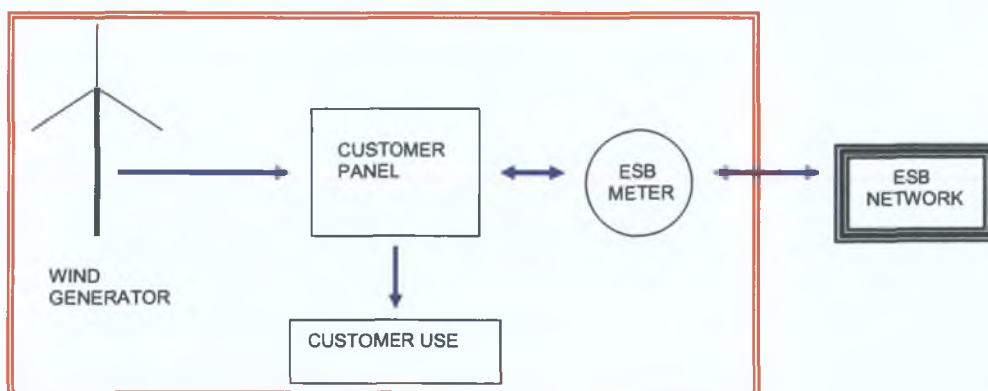 CUSTOMER
PANEL
ESB
METER
ESB
NETWORK
WIND
GENERATOR
CUSTOMER USE